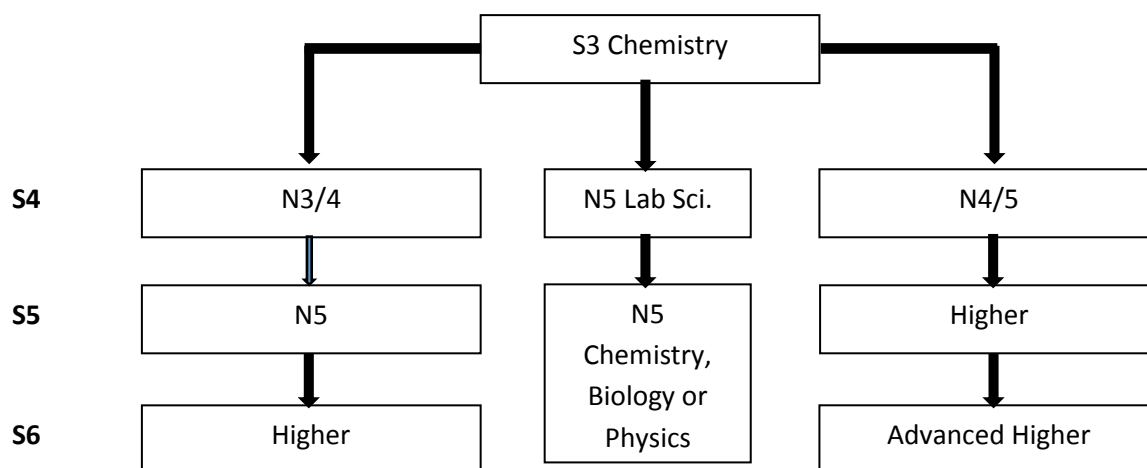 S3 Chemistry
S4
N3/4
N5 Lab Sci.
N4/5
S5
N5
N5
Chemistry,
Biology or
Physics
Higher
S6
Higher
Advanced Higher